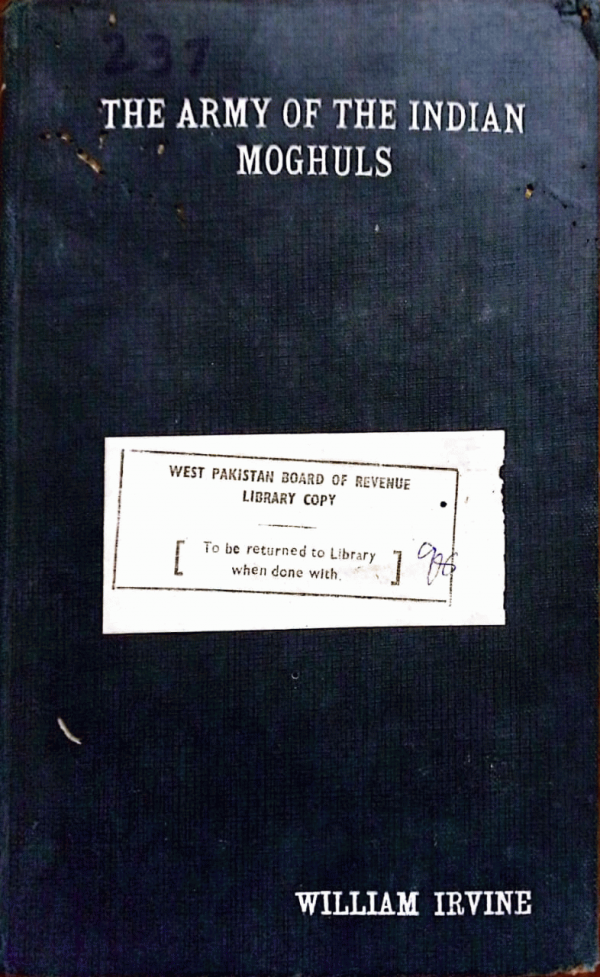 237
THE ARMY OF THE INDIAN
MOGHULS
WEST PAKISTAN BOARD OF REVENUE
LIBRARY COPY
[ To be returned to Library
when done with. ]
WILLIAM IRVINE